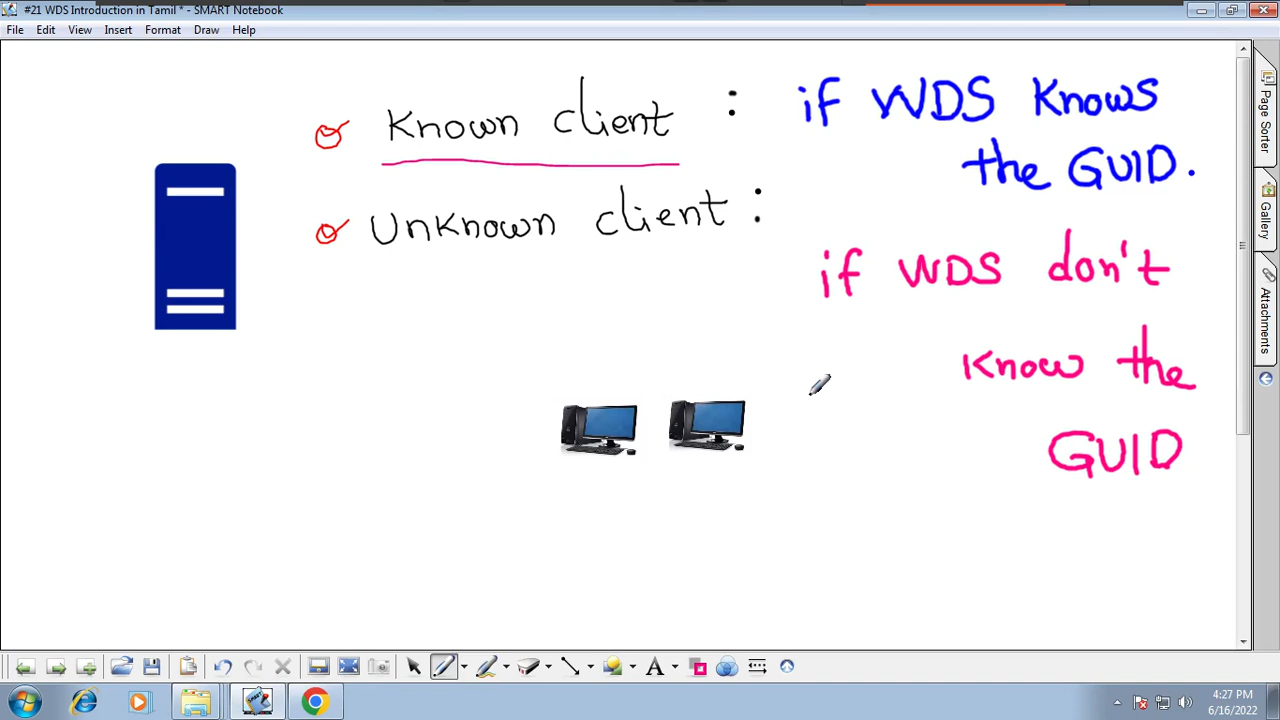 #21 WDS Introduction in Tamil * - SMART Notebook
File Edit View Insert Format Draw Help
Known client : if WDS Knows
the GUID.
Unknown client :
if WDS don't
Know the
GUID
Page Sorter
Gallery
Attachments
A
4:27 PM
6/16/2022